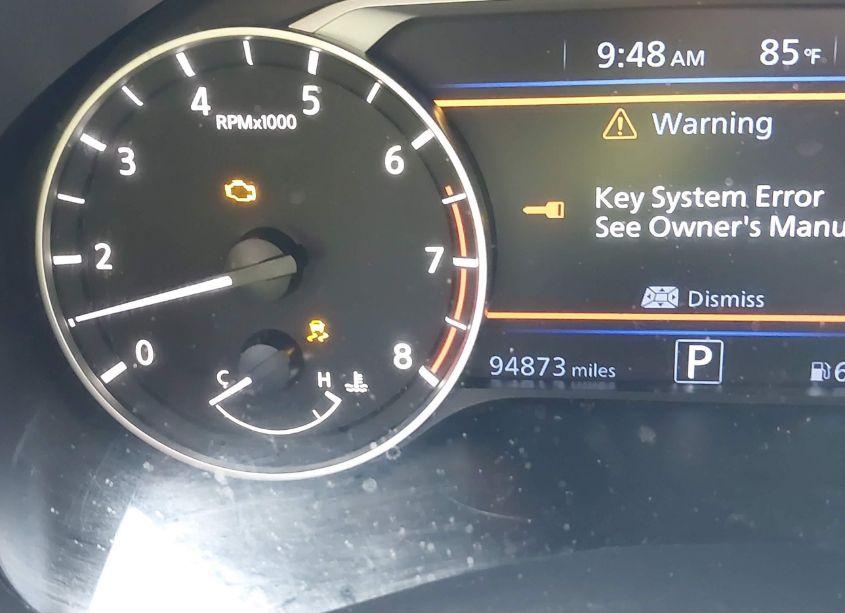 9:48 AM 85°F
Warning
Key System Error
See Owner's Manu
Dismiss
94873 miles
P
6
RPMx1000
0
2
3
4
5
6
7
8
C
H